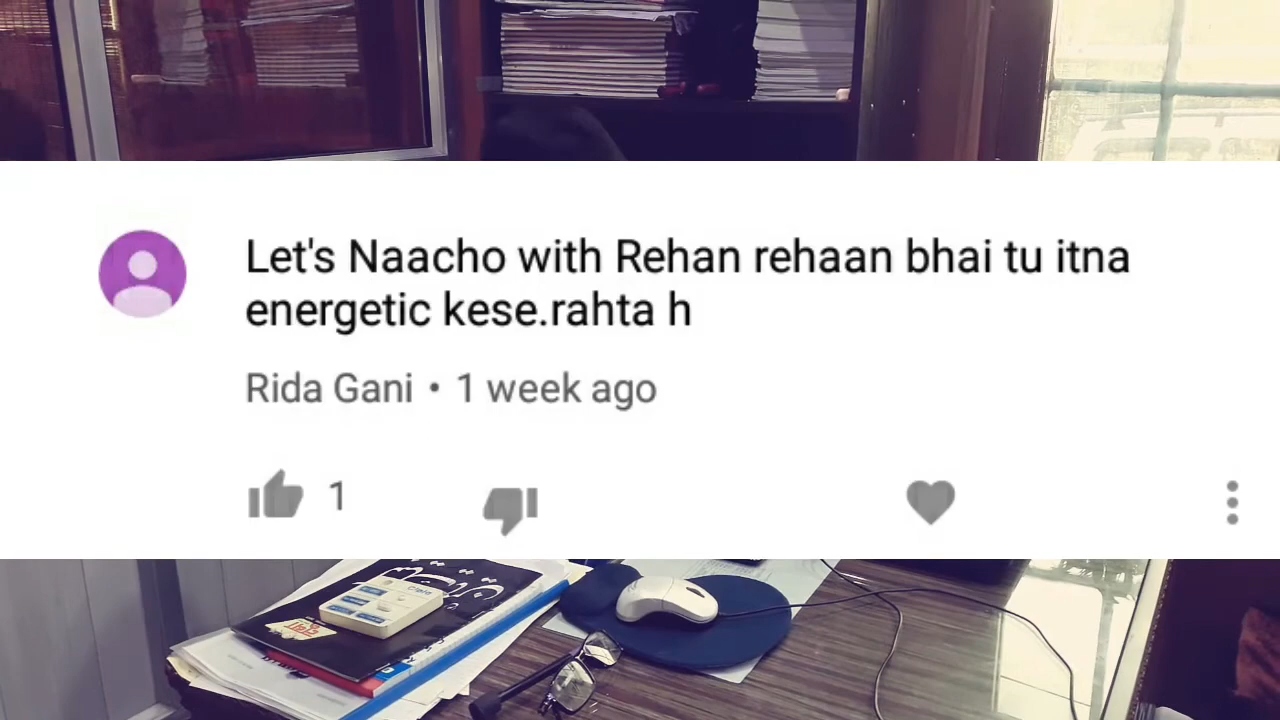 Let's Naacho with Rehan rehaan bhai tu itna
energetic kese.rahta h
Rida Gani • 1 week ago
1